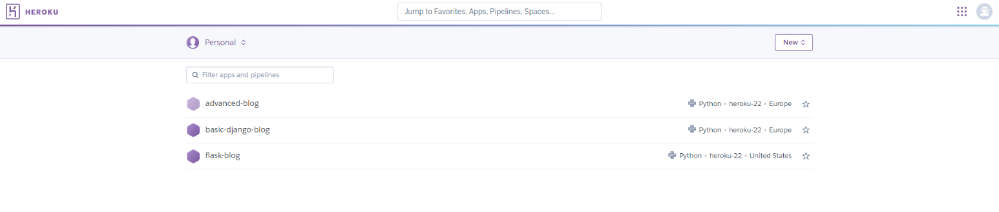 HEROKU
Jump to Favorites, Apps, Pipelines, Spaces...
Personal
New
Filter apps and pipelines
advanced-blog Python · heroku-22 · Europe
basic-django-blog Python · heroku-22 · Europe
flask-blog Python · heroku-22 · United States